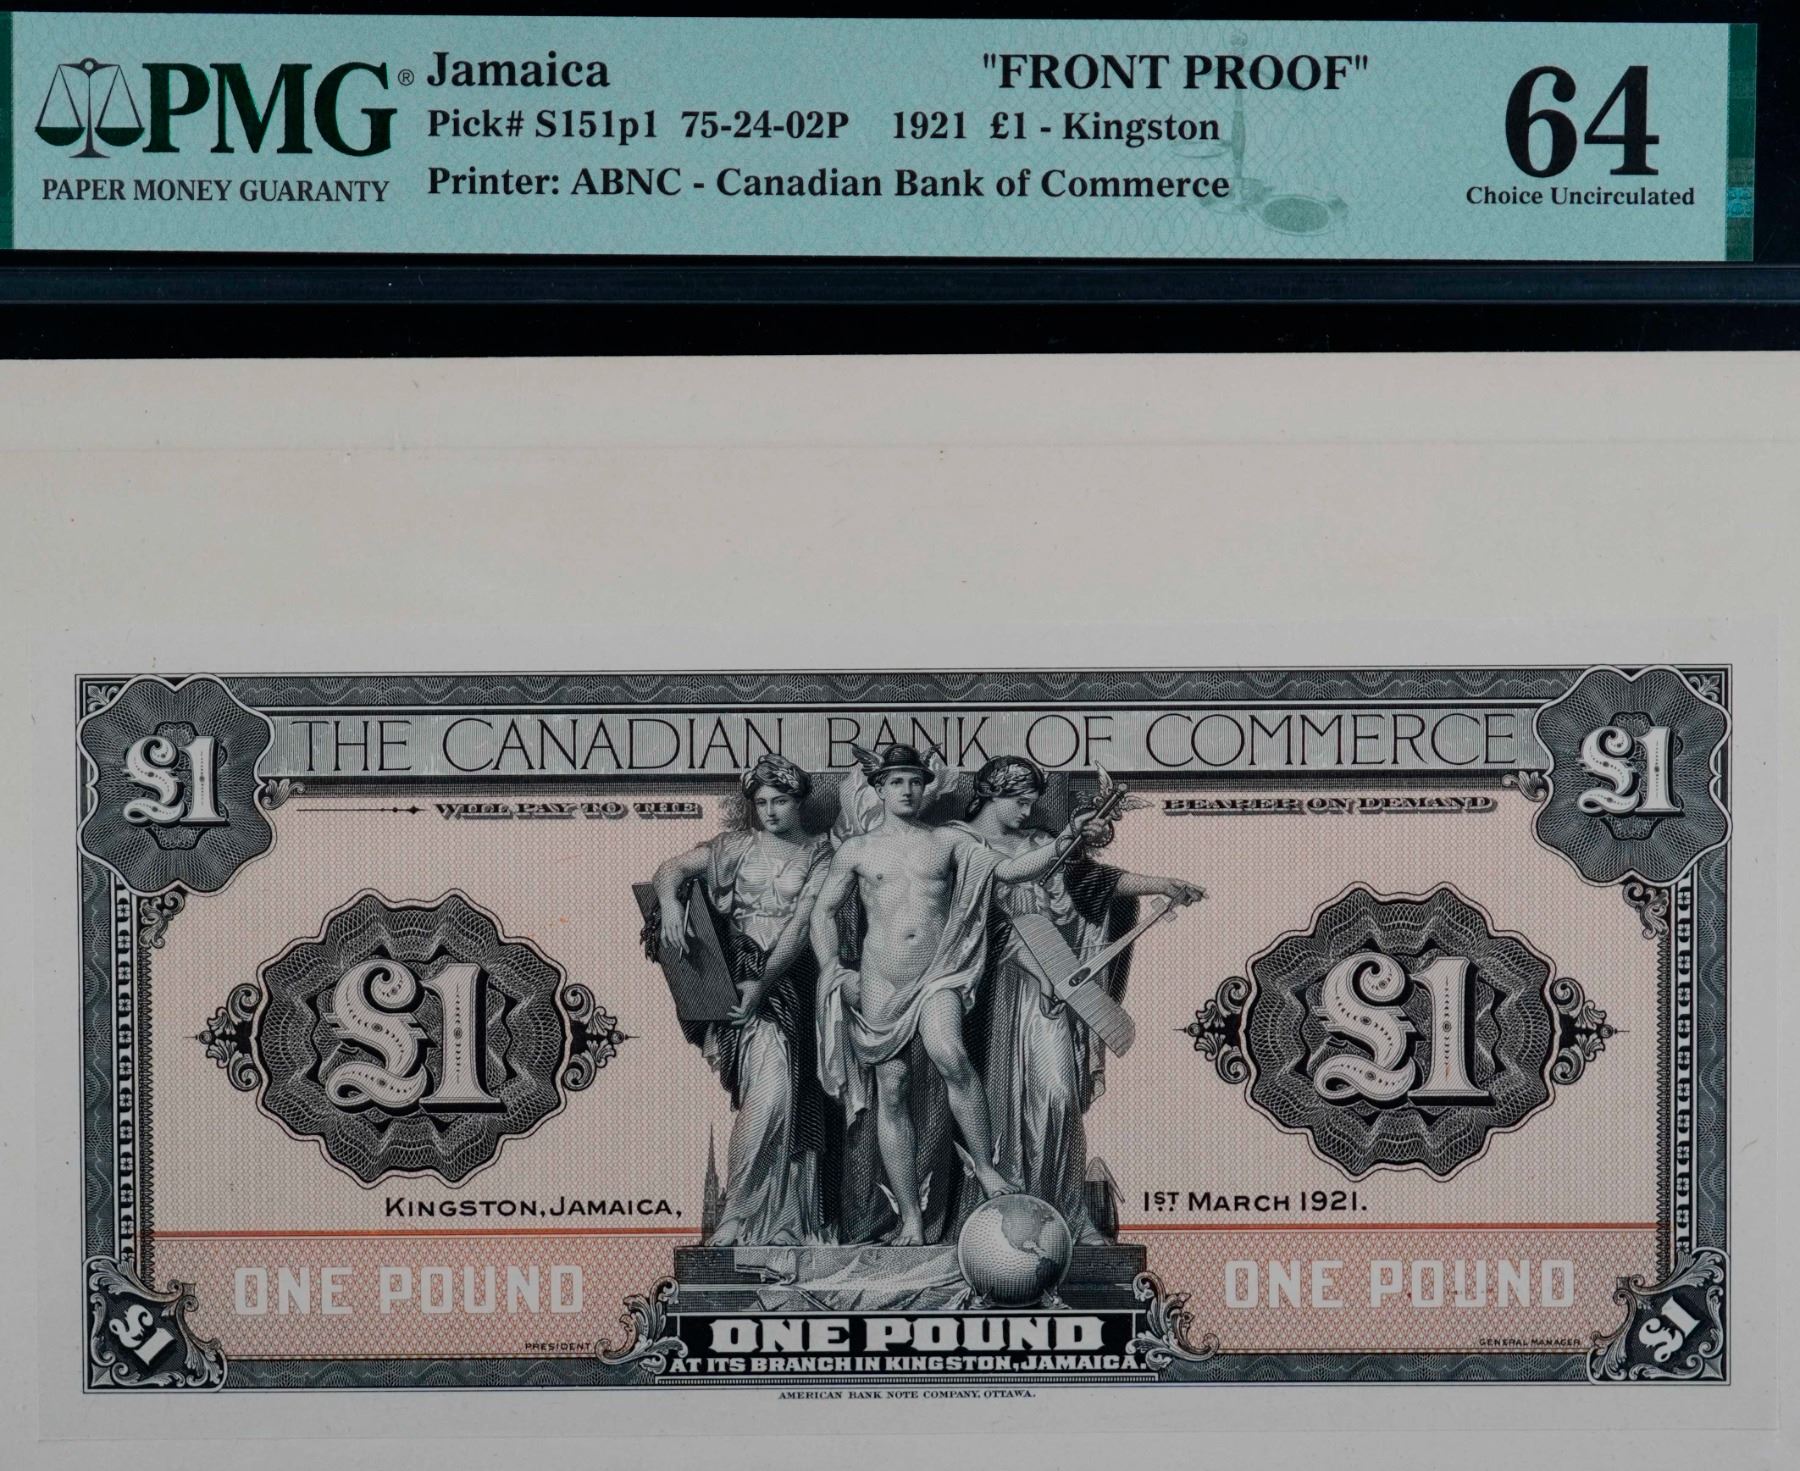 PMG® Jamaica "FRONT PROOF" 64
Pick# S151p1 75-24-02P 1921 £1 - Kingston
PAPER MONEY GUARANTY Printer: ABNC - Canadian Bank of Commerce Choice Uncirculated
£1 THE CANADIAN BANK OF COMMERCE £1
WILL PAY TO THE BEARER ON DEMAND
£1 £1
KINGSTON, JAMAICA, 1ST MARCH 1921.
ONE POUND ONE POUND
PRESIDENT GENERAL MANAGER
£1 ONE POUND £1
AT ITS BRANCH IN KINGSTON, JAMAICA.
AMERICAN BANK NOTE COMPANY, OTTAWA.